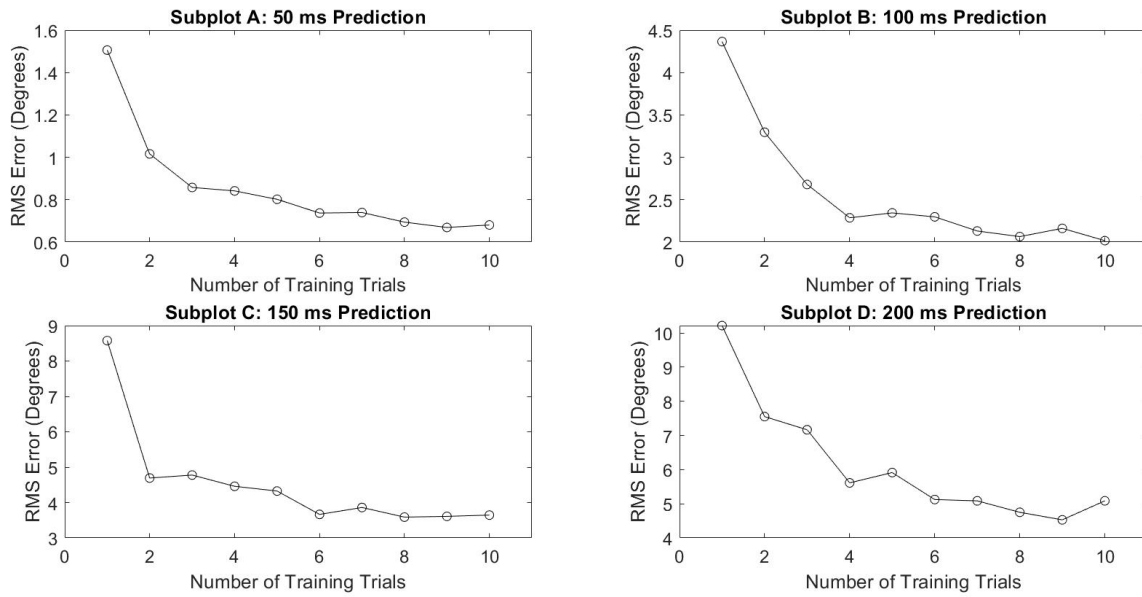 Subplot A: 50 ms Prediction
1.6
1.4
1.2
1
0.8
0.6
RMS Error (Degrees)
0 2 4 6 8 10
Number of Training Trials
Subplot B: 100 ms Prediction
4.5
4
3.5
3
2.5
2
RMS Error (Degrees)
0 2 4 6 8 10
Number of Training Trials
Subplot C: 150 ms Prediction
9
8
7
6
5
4
3
RMS Error (Degrees)
0 2 4 6 8 10
Number of Training Trials
Subplot D: 200 ms Prediction
10
9
8
7
6
5
4
RMS Error (Degrees)
0 2 4 6 8 10
Number of Training Trials